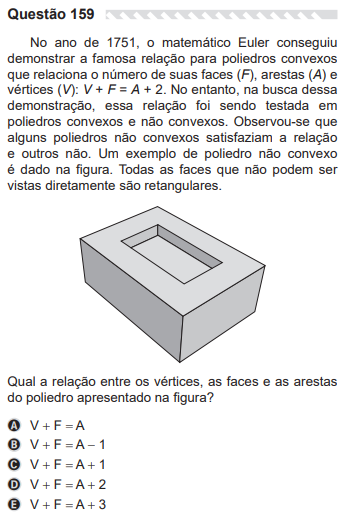 Questão 159
No ano de 1751, o matemático Euler conseguiu
demonstrar a famosa relação para poliedros convexos
que relaciona o número de suas faces (F), arestas (A) e
vértices (V): V + F = A + 2. No entanto, na busca dessa
demonstração, essa relação foi sendo testada em
poliedros convexos e não convexos. Observou-se que
alguns poliedros não convexos satisfaziam a relação
e outros não. Um exemplo de poliedro não convexo
é dado na figura. Todas as faces que não podem ser
vistas diretamente são retangulares.
Qual a relação entre os vértices, as faces e as arestas
do poliedro apresentado na figura?
A V + F = A
B V + F = A − 1
C V + F = A + 1
D V + F = A + 2
E V + F = A + 3